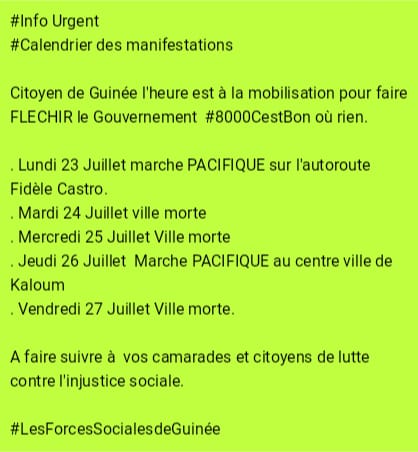 #Info Urgent
#Calendrier des manifestations
Citoyen de Guinée l'heure est à la mobilisation pour faire
FLECHIR le Gouvernement  #8000CestBon où rien.
. Lundi 23 Juillet marche PACIFIQUE sur l'autoroute
Fidèle Castro.
. Mardi 24 Juillet ville morte
. Mercredi 25 Juillet Ville morte
. Jeudi 26 Juillet  Marche PACIFIQUE au centre ville de
Kaloum
. Vendredi 27 Juillet Ville morte.
A faire suivre à  vos camarades et citoyens de lutte
contre l'injustice sociale.
#LesForcesSocialesdeGuinée